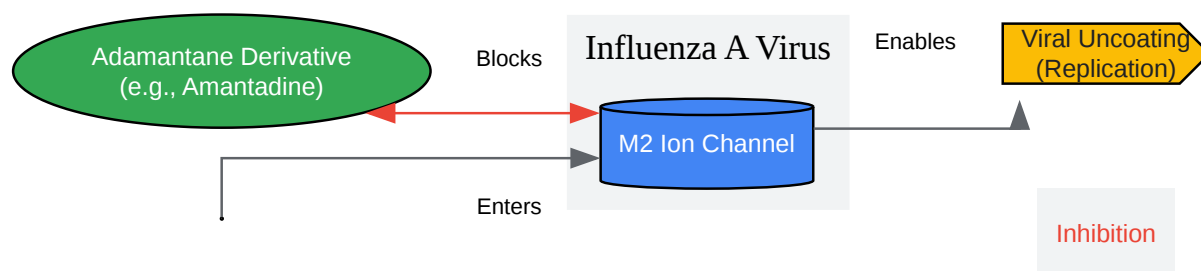 Adamantane Derivative
(e.g., Amantadine)
Blocks
Enters
Influenza A Virus
M2 Ion Channel
Enables
Viral Uncoating
(Replication)
Inhibition